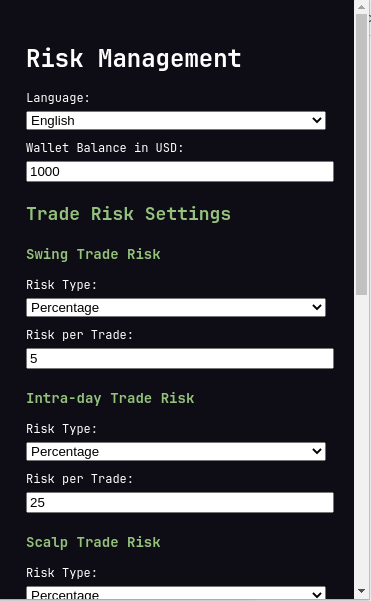 Risk Management
Language:
English
Wallet Balance in USD:
1000
Trade Risk Settings
Swing Trade Risk
Risk Type:
Percentage
Risk per Trade:
5
Intra-day Trade Risk
Risk Type:
Percentage
Risk per Trade:
25
Scalp Trade Risk
Risk Type:
Percentage